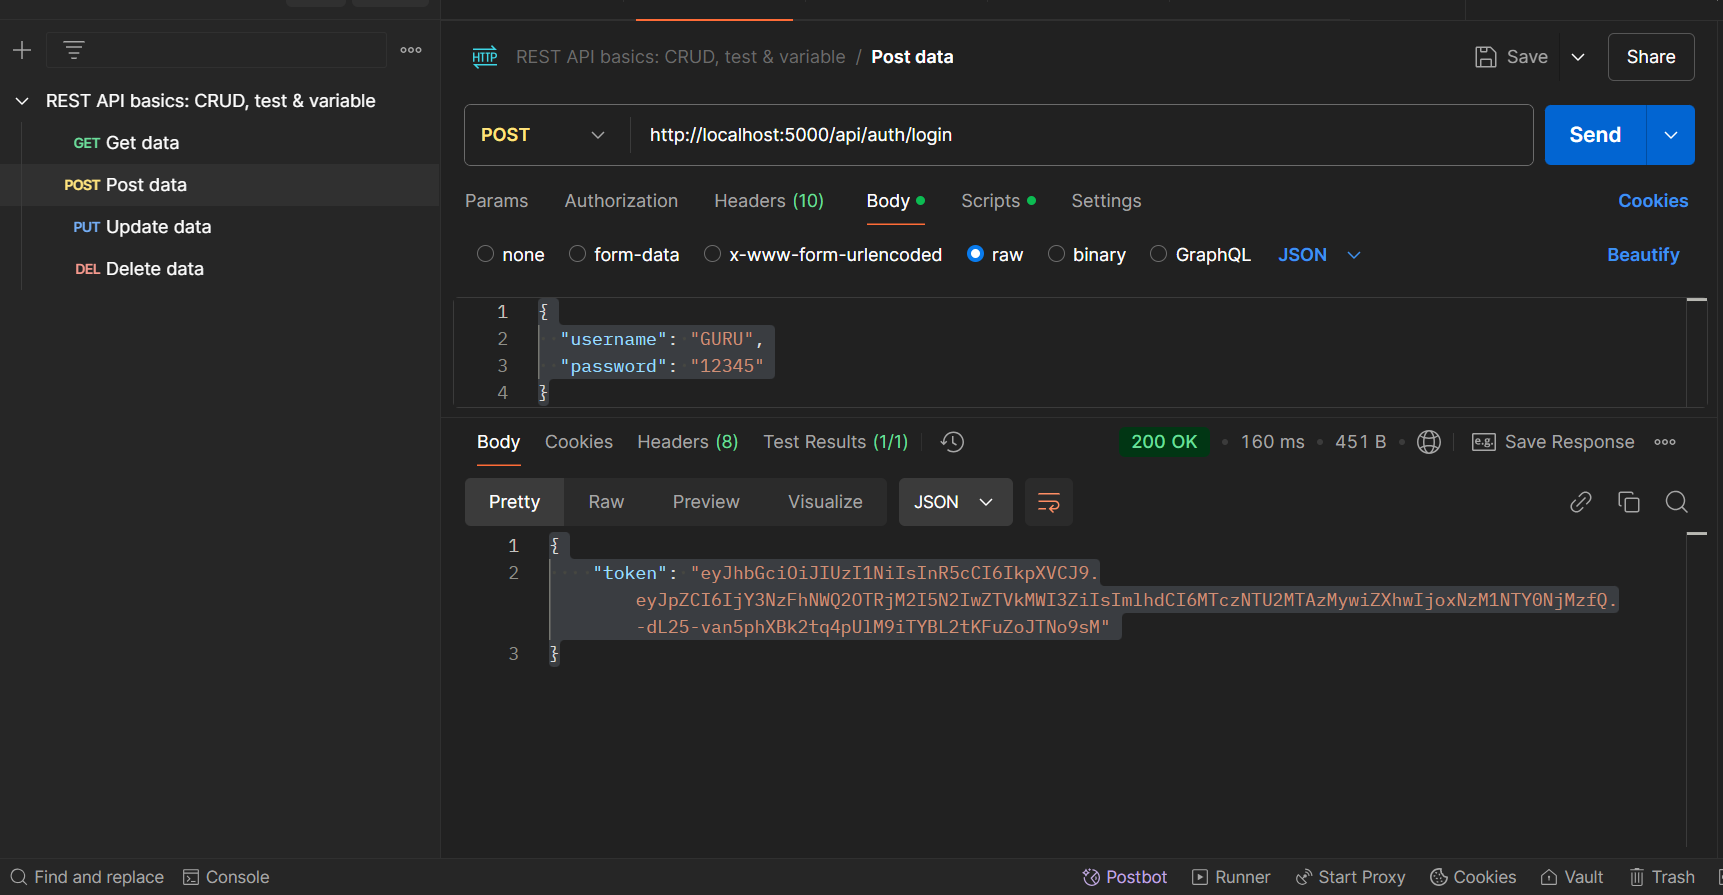 REST API basics: CRUD, test & variable
GET Get data
POST Post data
PUT Update data
DEL Delete data
HTTP REST API basics: CRUD, test & variable / Post data
Save
Share
POST http://localhost:5000/api/auth/login
Send
Params Authorization Headers (10) Body Scripts Settings Cookies
none form-data x-www-form-urlencoded raw binary GraphQL JSON Beautify
1 {
2 "username": "GURU",
3 "password": "12345"
4 }
Body Cookies Headers (8) Test Results (1/1) 200 OK • 160 ms • 451 B • e.g. Save Response
Pretty Raw Preview Visualize JSON
1 {
2 "token": "eyJhbGciOiJIUzI1NiIsInR5cCI6IkpXVCJ9.
eyJpZCI6IjY3NzFhNWQ2OTRjM2I5N2IwZTVkMWI3ZiIsImlhdCI6MTczNTU2MTAzMywiZXhwIjoxNzM1NTY0NjMzfQ.
-dL25-van5phXBk2tq4pUlM9iTYBL2tKFuZoJTNo9sM"
3 }
Find and replace Console Postbot Runner Start Proxy Cookies Vault Trash